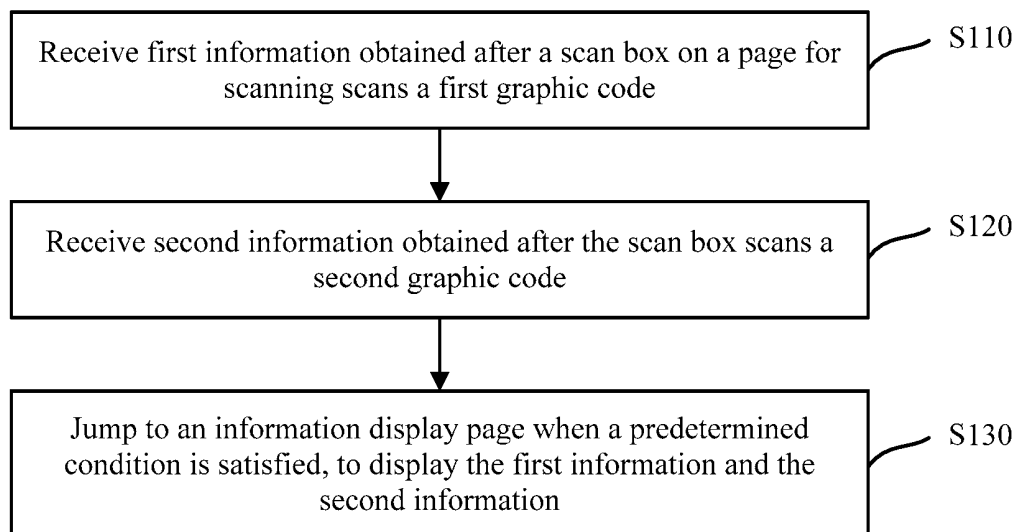 Receive first information obtained after a scan box on a page for
scanning scans a first graphic code
S110
Receive second information obtained after the scan box scans a
second graphic code
S120
Jump to an information display page when a predetermined
condition is satisfied, to display the first information and the
second information
S130